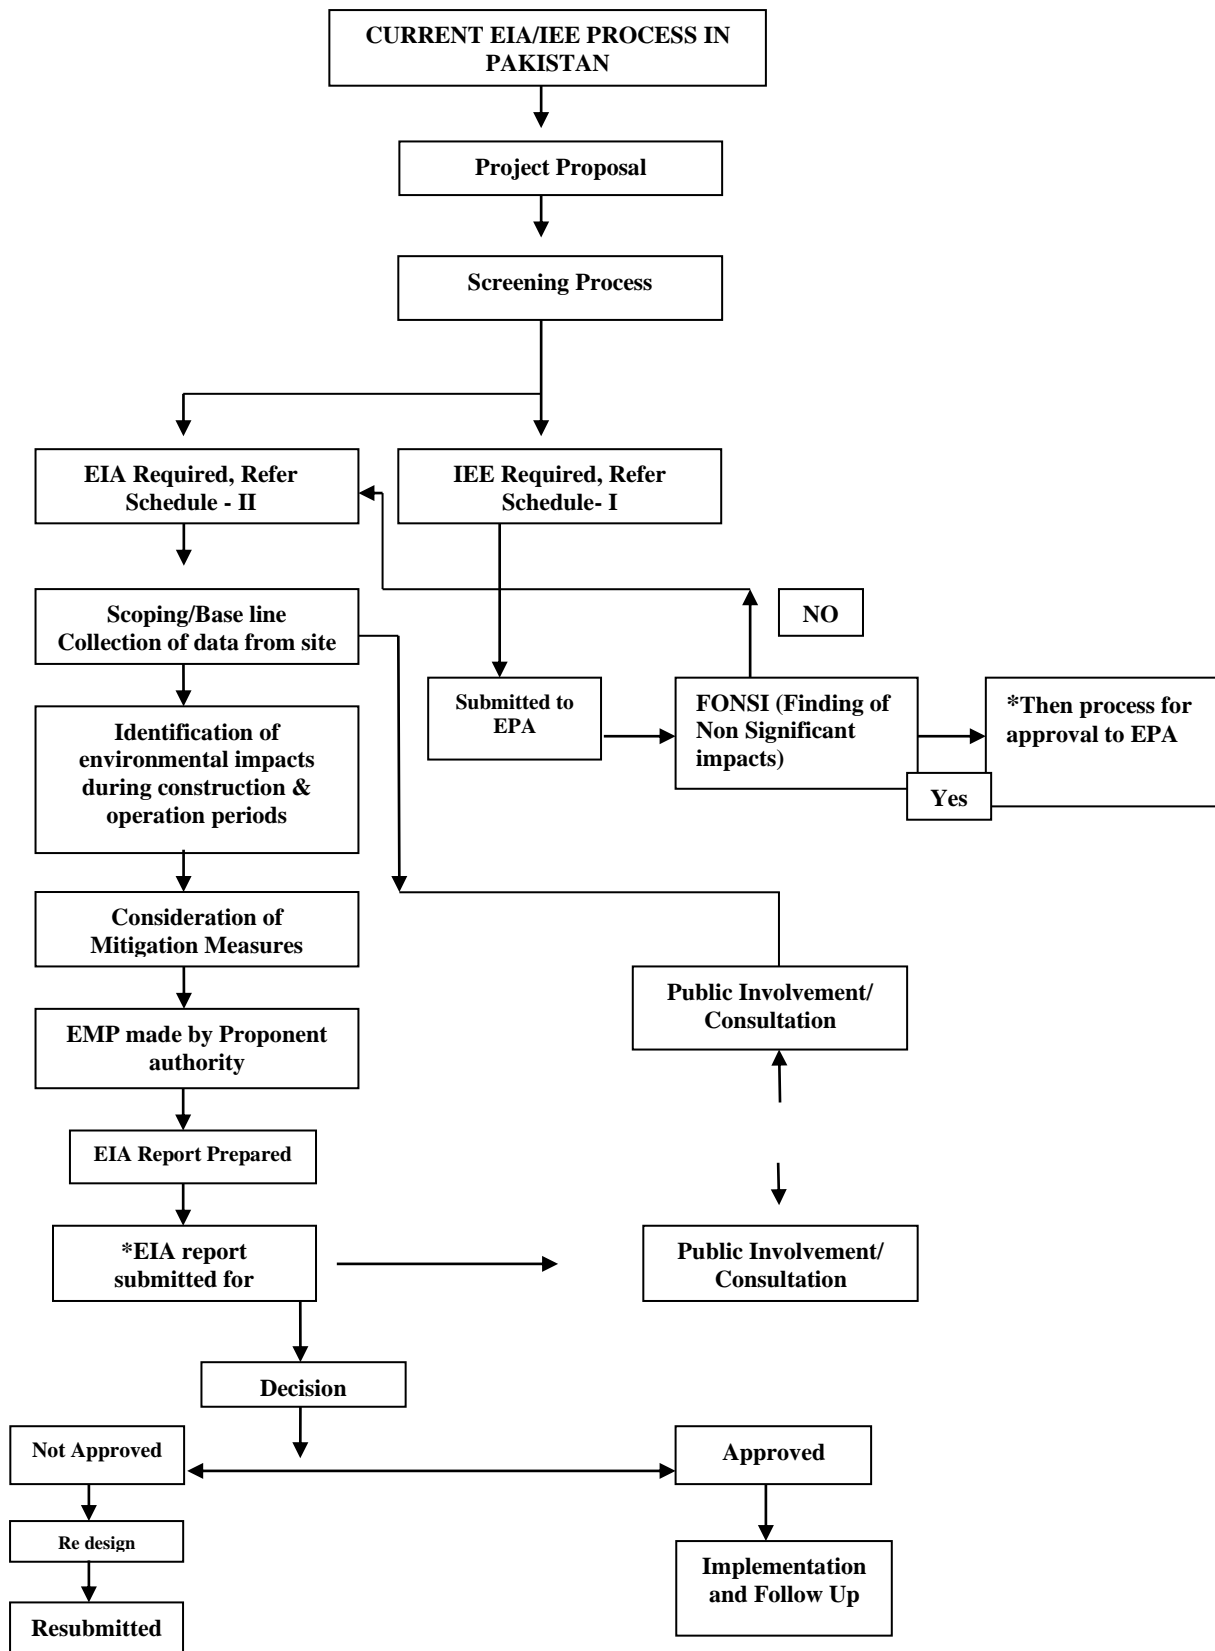 CURRENT EIA/IEE PROCESS IN
PAKISTAN
Project Proposal
Screening Process
EIA Required, Refer
Schedule - II
IEE Required, Refer
Schedule- I
Scoping/Base line
Collection of data from site
NO
Submitted to
EPA
FONSI (Finding of
Non Significant
impacts)
*Then process for
approval to EPA
Yes
Identification of
environmental impacts
during construction &
operation periods
Consideration of
Mitigation Measures
Public Involvement/
Consultation
EMP made by Proponent
authority
EIA Report Prepared
*EIA report
submitted for
Public Involvement/
Consultation
Decision
Not Approved
Approved
Re design
Implementation
and Follow Up
Resubmitted